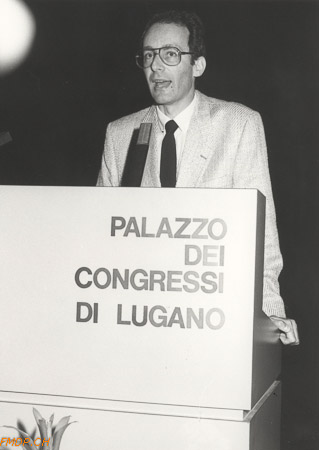 PALAZZO
DEI
CONGRESSI
DI LUGANO